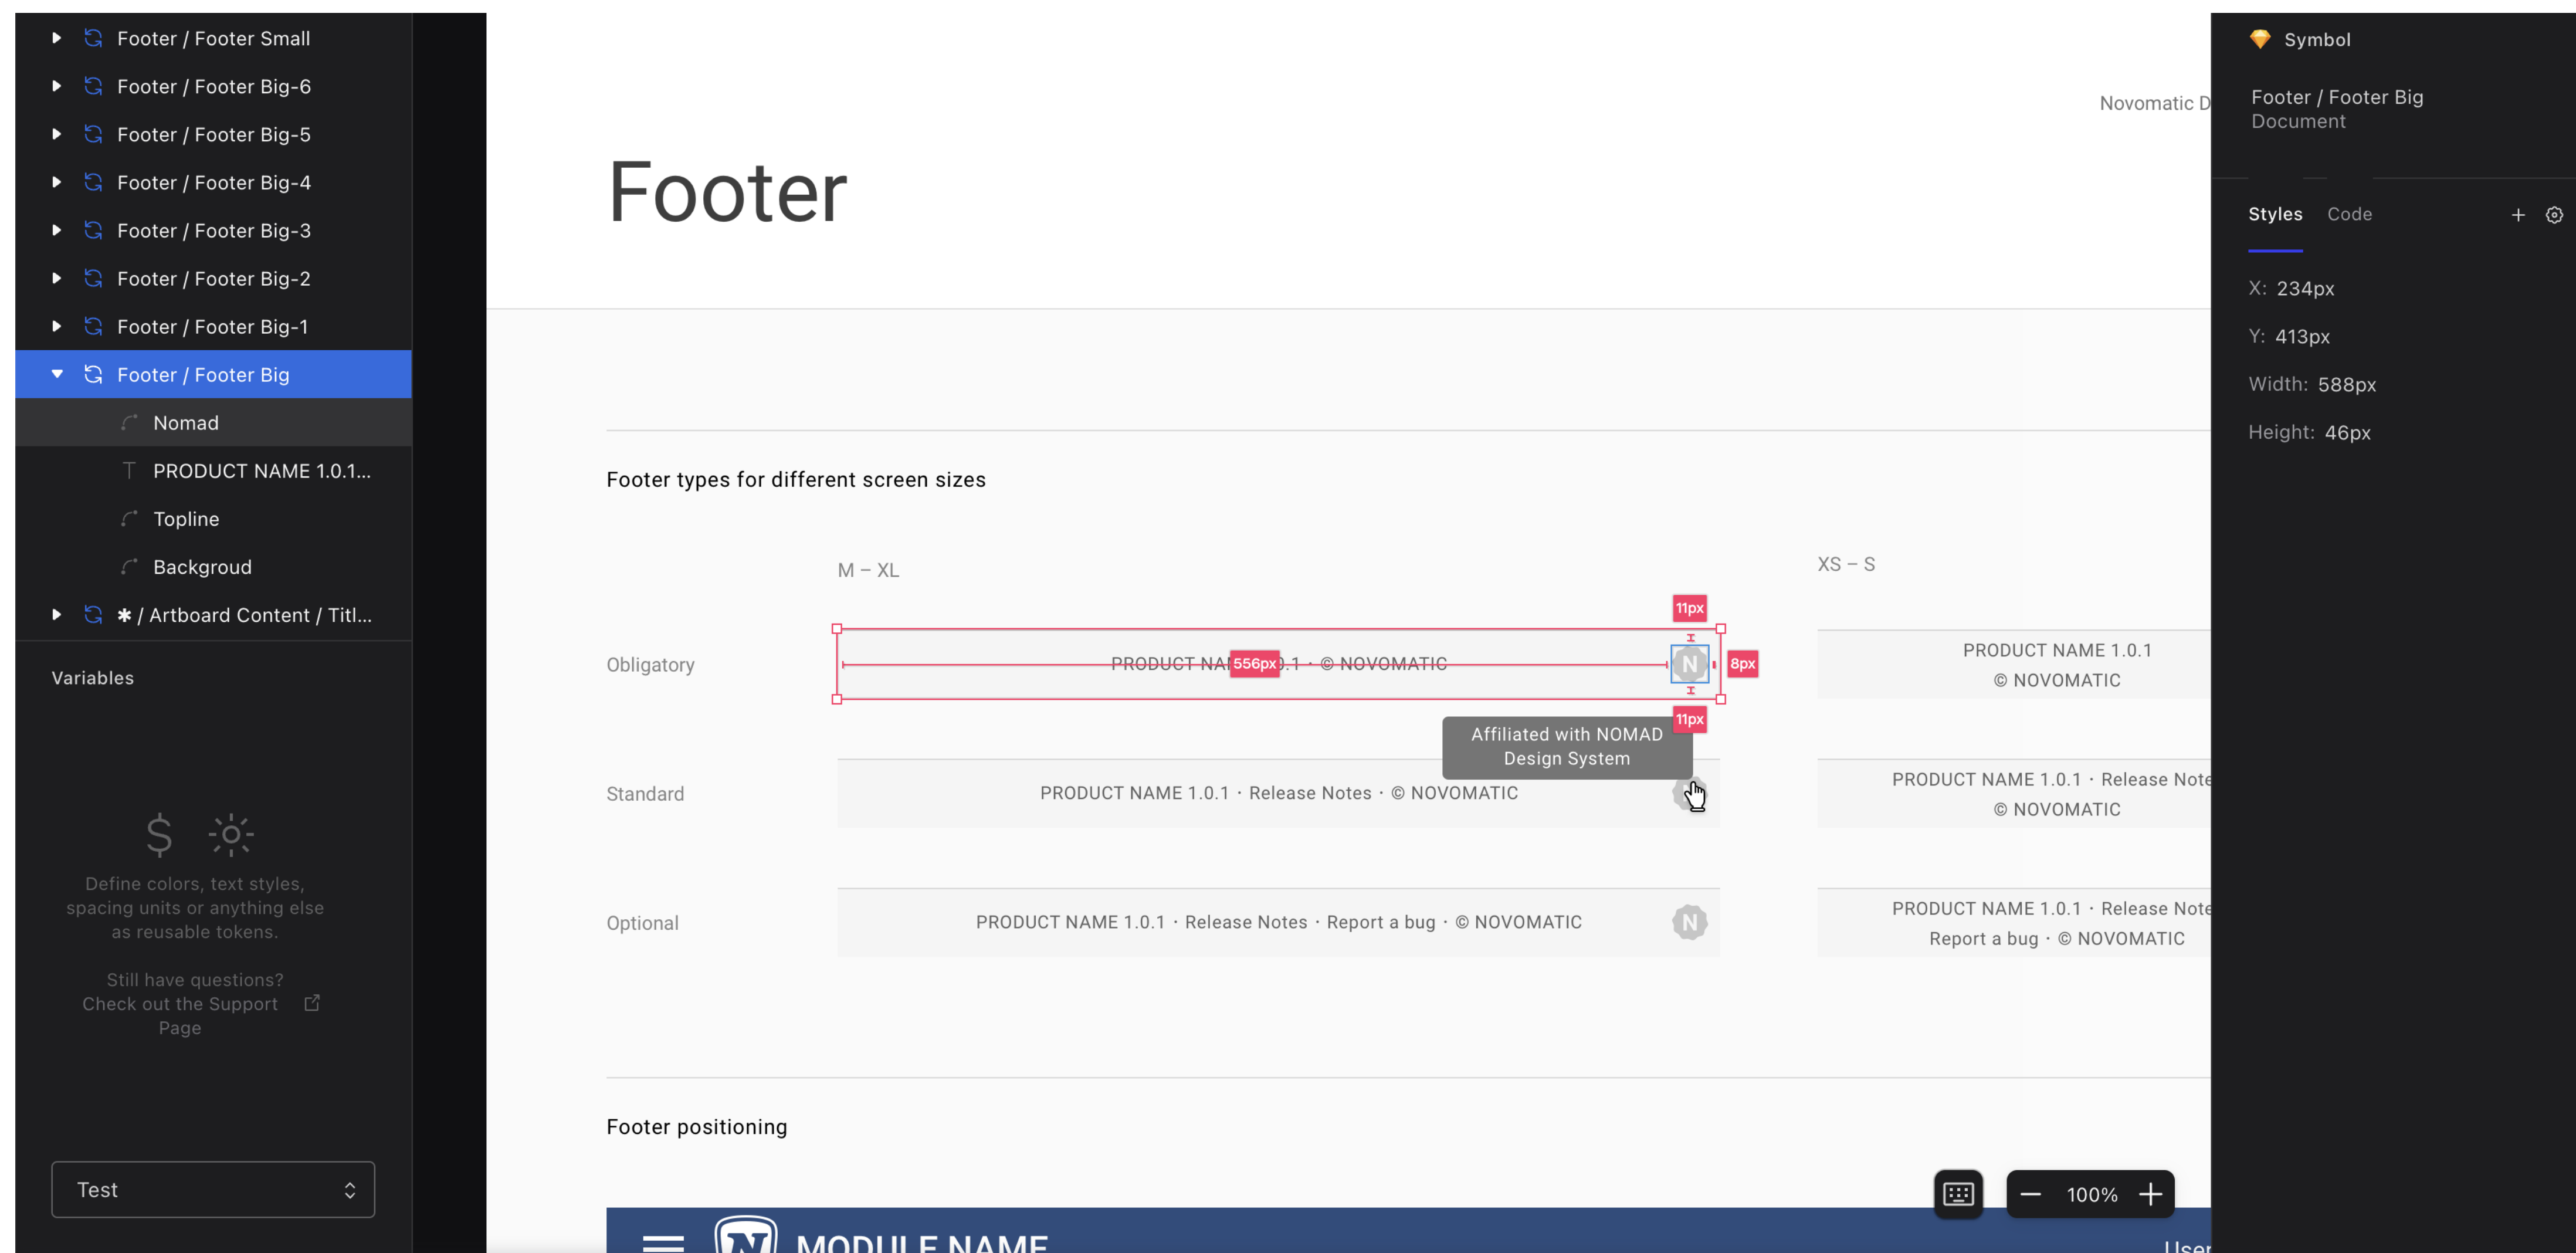 Footer / Footer Small
Footer / Footer Big-6
Footer / Footer Big-5
Footer / Footer Big-4
Footer / Footer Big-3
Footer / Footer Big-2
Footer / Footer Big-1
Footer / Footer Big
Nomad
PRODUCT NAME 1.0.1...
Topline
Backgroud
✱ / Artboard Content / Titl...
Variables
Define colors, text styles,
spacing units or anything else
as reusable tokens.
Still have questions?
Check out the Support
Page
Test
Novomatic D
Footer
Footer types for different screen sizes
M – XL
XS – S
11px
Obligatory
PRODUCT NA 556px 0.1 · © NOVOMATIC
N
8px
PRODUCT NAME 1.0.1
© NOVOMATIC
11px
Affiliated with NOMAD
Design System
Standard
PRODUCT NAME 1.0.1 · Release Notes · © NOVOMATIC
PRODUCT NAME 1.0.1 · Release Note
© NOVOMATIC
Optional
PRODUCT NAME 1.0.1 · Release Notes · Report a bug · © NOVOMATIC
N
PRODUCT NAME 1.0.1 · Release Note
Report a bug · © NOVOMATIC
Footer positioning
100%
N
MODULE NAME
User
Symbol
Footer / Footer Big
Document
Styles Code
X: 234px
Y: 413px
Width: 588px
Height: 46px